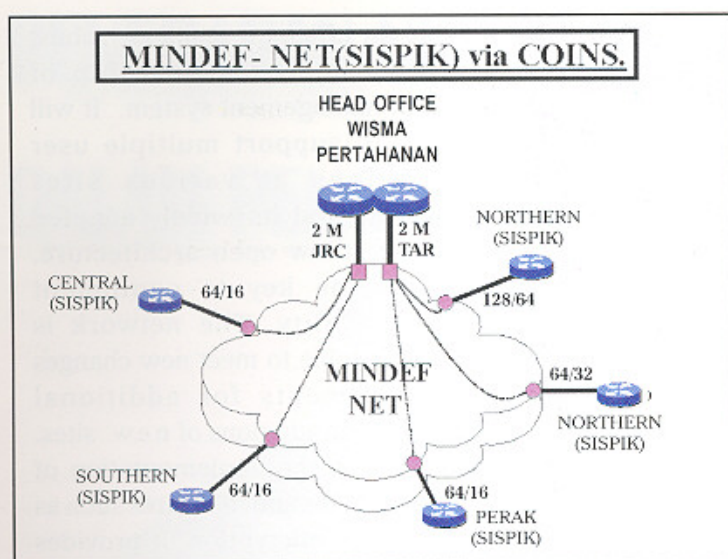 MINDEF- NET(SISPIK) via COINS.
HEAD OFFICE
WISMA
PERTAHANAN
2 M
JRC
2 M
TAR
NORTHERN
(SISPIK)
128/64
CENTRAL
(SISPIK)
64/16
MINDEF
NET
64/32
NORTHERN
(SISPIK)
SOUTHERN
(SISPIK)
64/16
64/16
PERAK
(SISPIK)